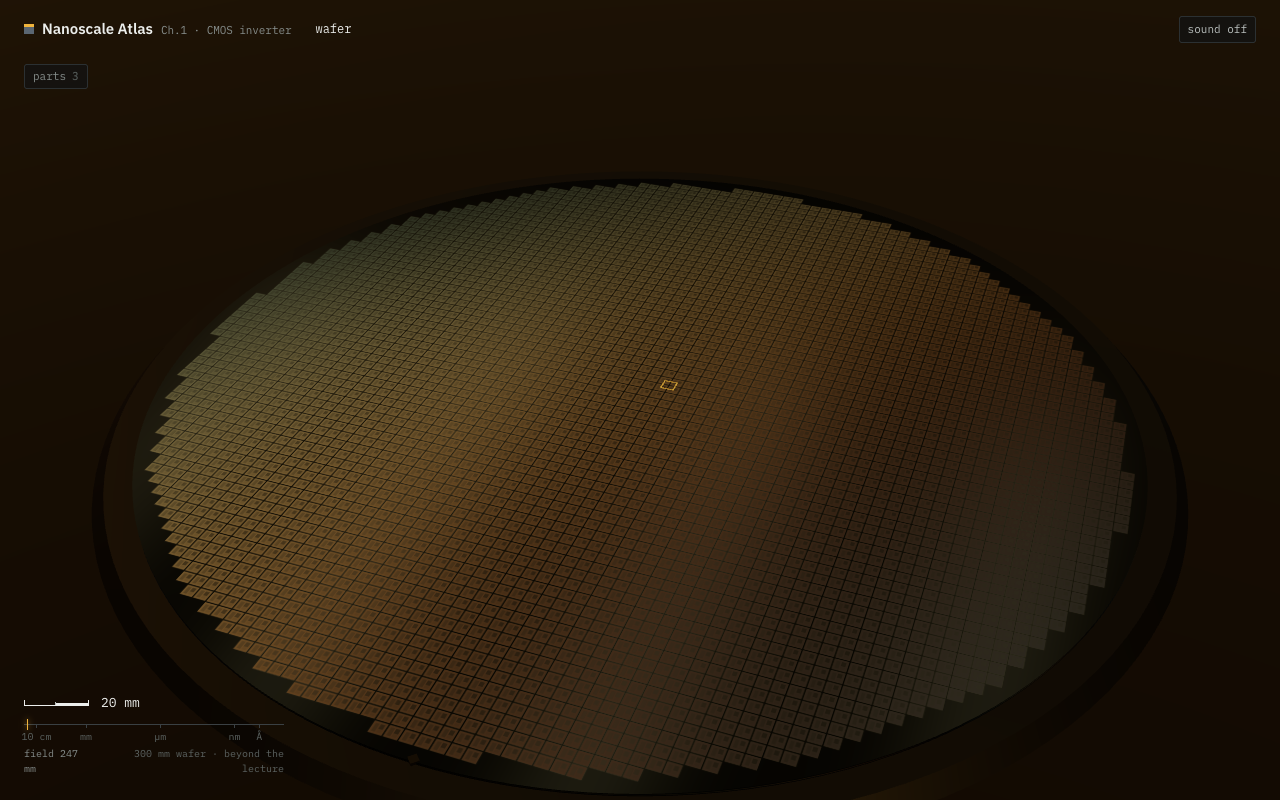 Nanoscale Atlas Ch.1 · CMOS inverter wafer
sound off
parts 3
20 mm
10 cm mm µm nm Å
field 247 mm
300 mm wafer · beyond the lecture